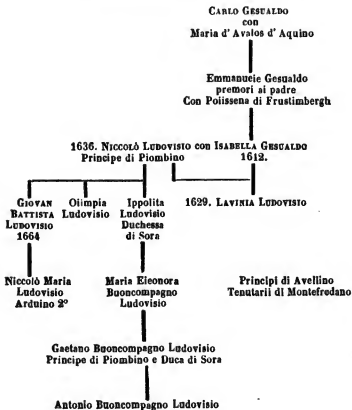 CARLO GESUALDO
con
Maria d' Avalos d' Aquino
Emmanuele Gesualdo
premori al padre
Con Polissena di Frustimbergh
1636. NICCOLÒ LUDOVISIO con ISABELLA GESUALDO
Principe di Piombino 1612.
GIOVAN BATTISTA LUDOVISIO 1664
Olimpia Ludovisio
Ippolita Ludovisio Duchessa di Sora
1629. LAVINIA LUDOVISIO
Niccolò Maria Ludovisio Arduino 2º
Maria Eleonora Buoncompagno Ludovisio
Principi di Avellino
Tenutarii di Montefredano
Gaetano Buoncompagno Ludovisio
Principe di Piombino e Duca di Sora
Antonio Buoncompagno Ludovisio